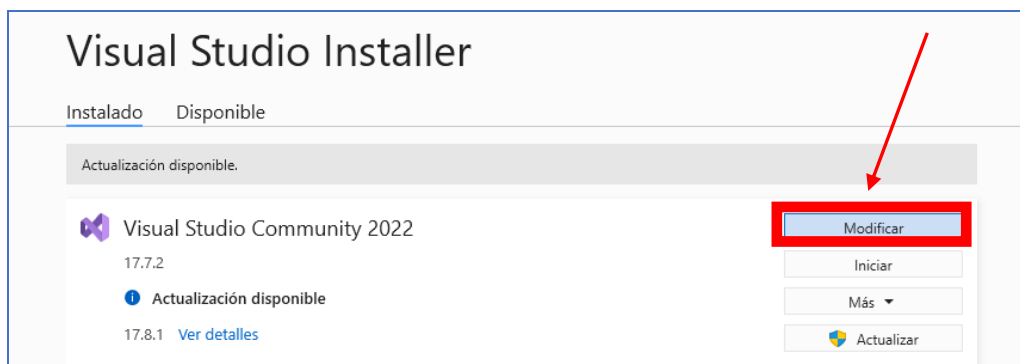 Visual Studio Installer
Instalado Disponible
Actualización disponible.
Visual Studio Community 2022
Modificar
17.7.2
Iniciar
Actualización disponible
Más
17.8.1 Ver detalles
Actualizar